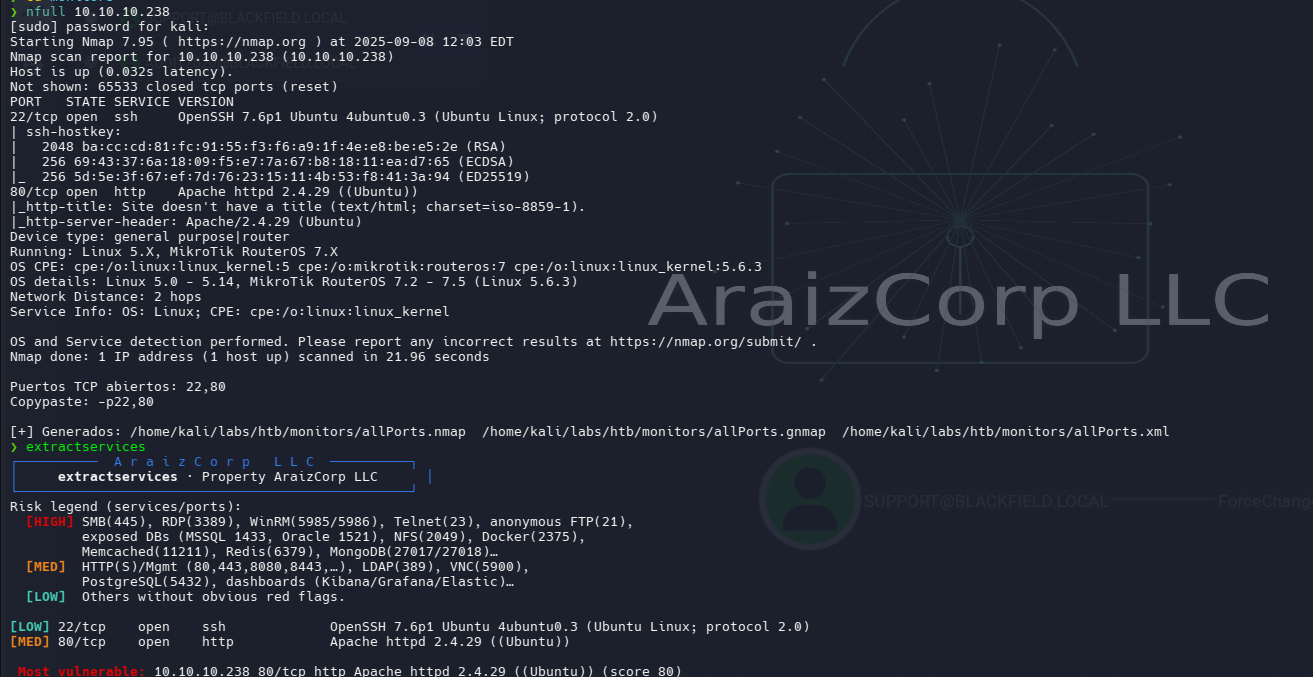 ❯ nfull 10.10.10.238
[sudo] password for kali:
Starting Nmap 7.95 ( https://nmap.org ) at 2025-09-08 12:03 EDT
Nmap scan report for 10.10.10.238 (10.10.10.238)
Host is up (0.032s latency).
Not shown: 65533 closed tcp ports (reset)
PORT   STATE SERVICE VERSION
22/tcp open  ssh     OpenSSH 7.6p1 Ubuntu 4ubuntu0.3 (Ubuntu Linux; protocol 2.0)
| ssh-hostkey:
|   2048 ba:cc:cd:81:fc:91:55:f3:f6:a9:1f:4e:e8:be:e5:2e (RSA)
|   256 69:43:37:6a:18:09:f5:e7:7a:67:b8:18:11:ea:d7:65 (ECDSA)
|_  256 5d:5e:3f:67:ef:7d:76:23:15:11:4b:53:f8:41:3a:94 (ED25519)
80/tcp open  http    Apache httpd 2.4.29 ((Ubuntu))
|_http-title: Site doesn't have a title (text/html; charset=iso-8859-1).
|_http-server-header: Apache/2.4.29 (Ubuntu)
Device type: general purpose|router
Running: Linux 5.X, MikroTik RouterOS 7.X
OS CPE: cpe:/o:linux:linux_kernel:5 cpe:/o:mikrotik:routeros:7 cpe:/o:linux:linux_kernel:5.6.3
OS details: Linux 5.0 - 5.14, MikroTik RouterOS 7.2 - 7.5 (Linux 5.6.3)
Network Distance: 2 hops
Service Info: OS: Linux; CPE: cpe:/o:linux:linux_kernel
AraizCorp LLC
OS and Service detection performed. Please report any incorrect results at https://nmap.org/submit/ .
Nmap done: 1 IP address (1 host up) scanned in 21.96 seconds
Puertos TCP abiertos: 22,80
Copypaste: -p22,80
[+] Generados: /home/kali/labs/htb/monitors/allPorts.nmap  /home/kali/labs/htb/monitors/allPorts.gnmap  /home/kali/labs/htb/monitors/allPorts.xml
❯ extractservices
AraizCorp LLC
extractservices · Property AraizCorp LLC
SUPPORT@BLACKFIELD.LOCAL
ForceChang
Risk legend (services/ports):
[HIGH] SMB(445), RDP(3389), WinRM(5985/5986), Telnet(23), anonymous FTP(21),
exposed DBs (MSSQL 1433, Oracle 1521), NFS(2049), Docker(2375),
Memcached(11211), Redis(6379), MongoDB(27017/27018)…
[MED]  HTTP(S)/Mgmt (80,443,8080,8443,…), LDAP(389), VNC(5900),
PostgreSQL(5432), dashboards (Kibana/Grafana/Elastic)…
[LOW]  Others without obvious red flags.
[LOW] 22/tcp    open    ssh             OpenSSH 7.6p1 Ubuntu 4ubuntu0.3 (Ubuntu Linux; protocol 2.0)
[MED] 80/tcp    open    http            Apache httpd 2.4.29 ((Ubuntu))
Most vulnerable: 10.10.10.238 80/tcp http Apache httpd 2.4.29 ((Ubuntu)) (score 80)